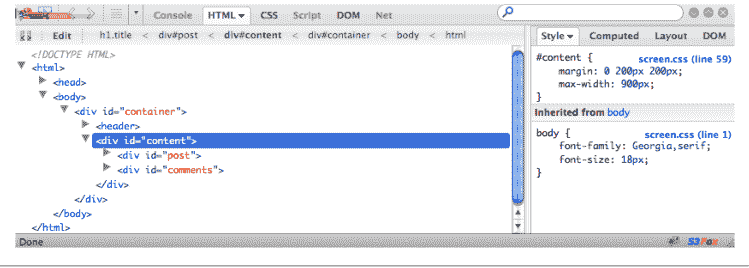 Console HTML CSS Script DOM Net
Edit h1.title < div#post < div#content < div#container < body < html
Style Computed Layout DOM
<!DOCTYPE HTML>
<html>
<head>
<body>
<div id="container">
<header>
<div id="content">
<div id="post">
<div id="comments">
</div>
</div>
</body>
</html>
#content { screen.css (line 59)
margin: 0 200px 200px;
max-width: 900px;
}
Inherited from body
body { screen.css (line 1)
font-family: Georgia,serif;
font-size: 18px;
}
Done